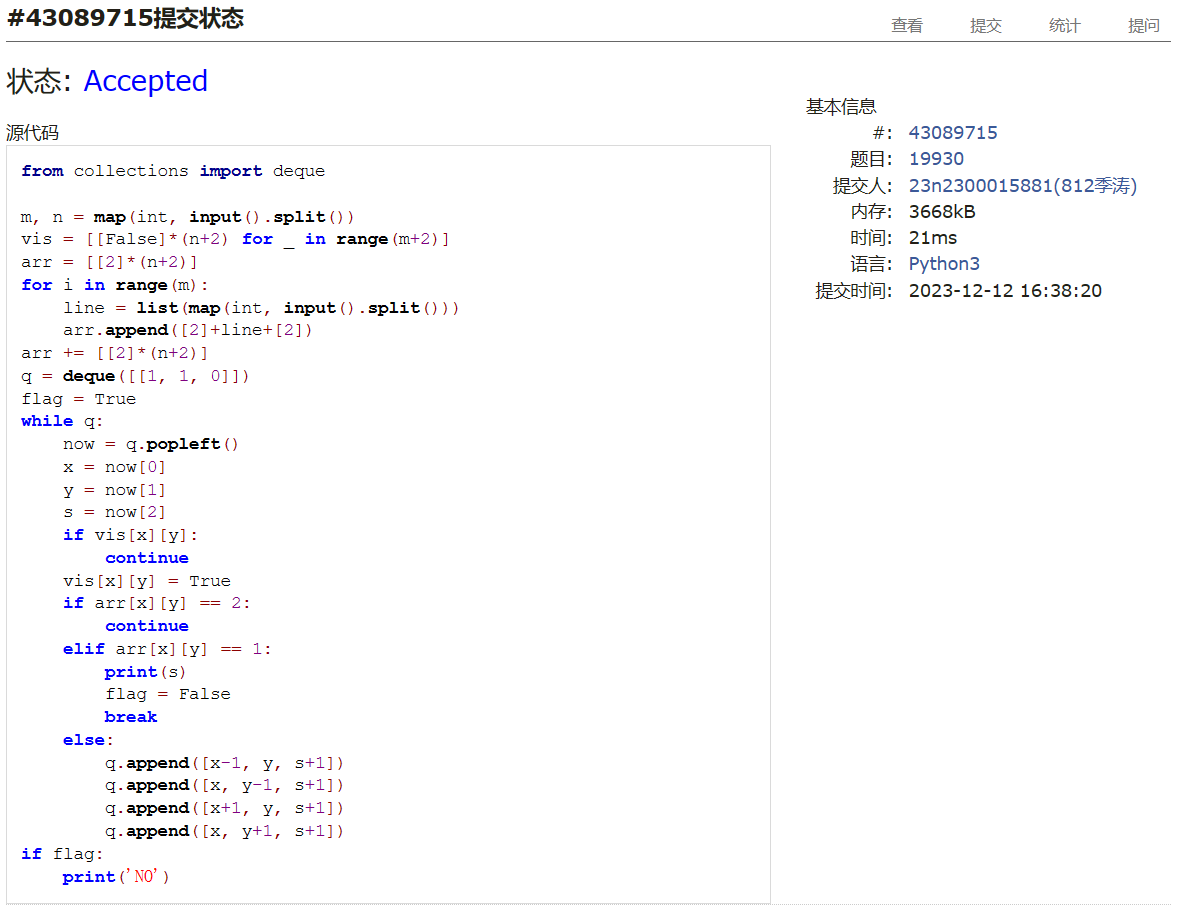 #43089715提交状态
查看 提交 统计 提问
状态: Accepted
源代码
from collections import deque

m, n = map(int, input().split())
vis = [[False]*(n+2) for _ in range(m+2)]
arr = [[2]*(n+2)]
for i in range(m):
    line = list(map(int, input().split()))
    arr.append([2]+line+[2])
arr += [[2]*(n+2)]
q = deque([[1, 1, 0]])
flag = True
while q:
    now = q.popleft()
    x = now[0]
    y = now[1]
    s = now[2]
    if vis[x][y]:
        continue
    vis[x][y] = True
    if arr[x][y] == 2:
        continue
    elif arr[x][y] == 1:
        print(s)
        flag = False
        break
    else:
        q.append([x-1, y, s+1])
        q.append([x, y-1, s+1])
        q.append([x+1, y, s+1])
        q.append([x, y+1, s+1])
if flag:
    print('NO')
基本信息
#: 43089715
题目: 19930
提交人: 23n2300015881(812季涛)
内存: 3668kB
时间: 21ms
语言: Python3
提交时间: 2023-12-12 16:38:20